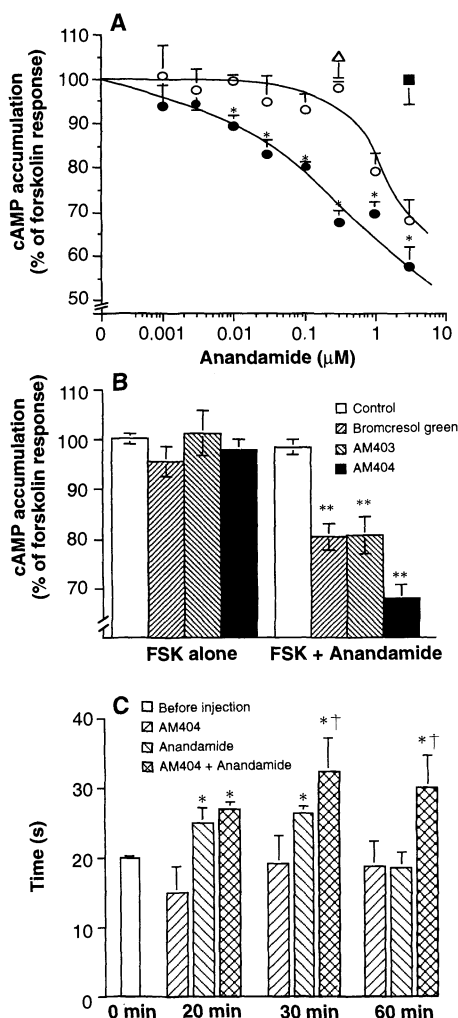 A
110
100
90
80
70
60
50
cAMP accumulation
(% of forskolin response)
*
*
*
*
*
*
0
0.001
0.01
0.1
1
10
Anandamide (μM)
B
110
100
90
80
70
cAMP accumulation
(% of forskolin response)
Control
Bromcresol green
AM403
AM404
**
**
**
FSK alone
FSK + Anandamide
C
40
30
20
10
0
Time (s)
Before injection
AM404
Anandamide
AM404 + Anandamide
*
*
*
*†
*†
0 min
20 min
30 min
60 min